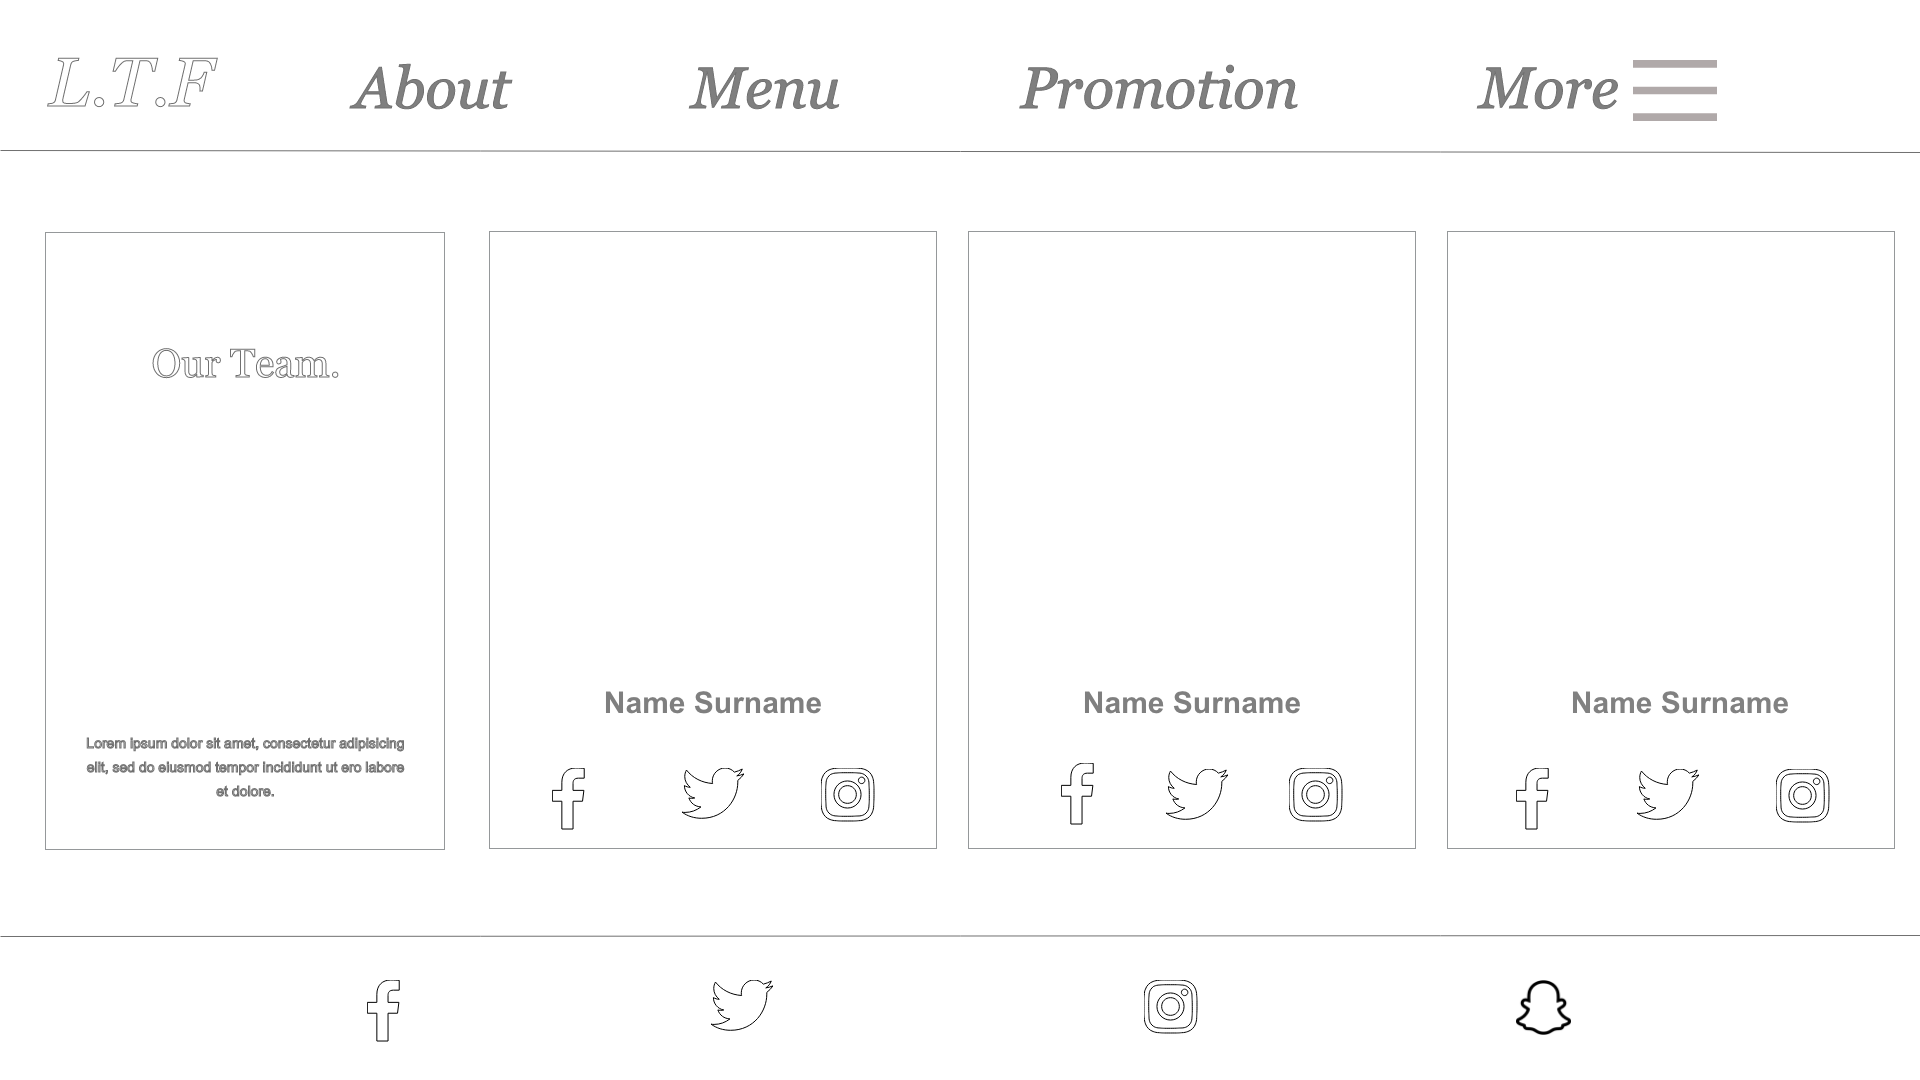 L.T.F
About
Menu
Promotion
More
Our Team.
Lorem ipsum dolor sit amet, consectetur adipisicing
elit, sed do eiusmod tempor incididunt ut ero labore
et dolore.
Name Surname
Name Surname
Name Surname